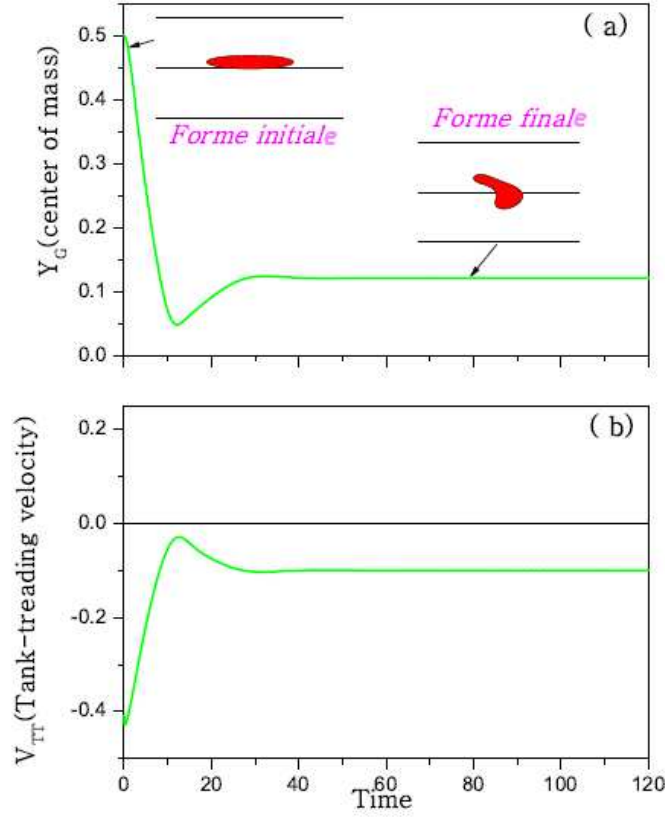 ( a )
Forme initiale
Forme finale
Y_G(center of mass)
0.5
0.4
0.3
0.2
0.1
0.0
( b )
V_TT(Tank-treading velocity)
0.2
0.0
-0.2
-0.4
0 20 40 60 80 100 120
Time